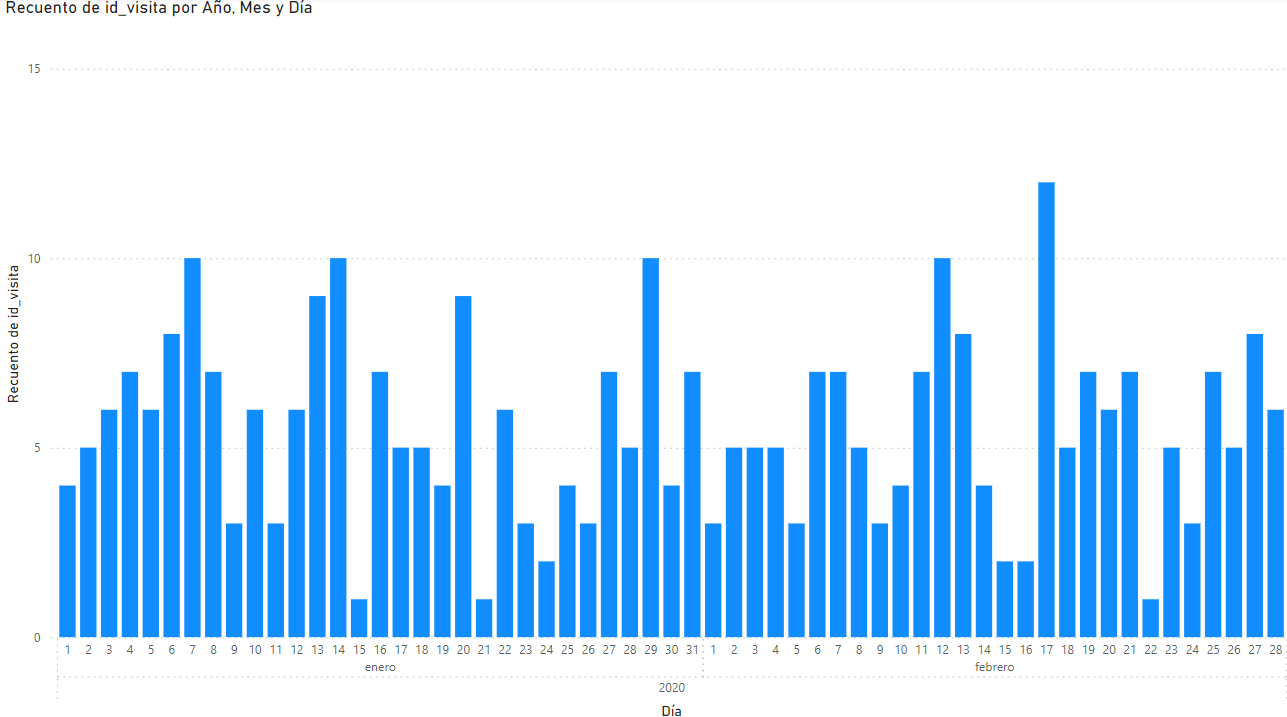 Recuento de id_visita por Año, Mes y Día
15
10
5
0
Recuento de id_visita
1 2 3 4 5 6 7 8 9 10 11 12 13 14 15 16 17 18 19 20 21 22 23 24 25 26 27 28 29 30 31 1 2 3 4 5 6 7 8 9 10 11 12 13 14 15 16 17 18 19 20 21 22 23 24 25 26 27 28
enero febrero
2020
Día